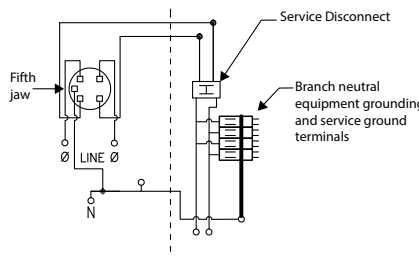 Service Disconnect
Fifth
jaw
Branch neutral
equipment grounding
and service ground
terminals
Ø LINE Ø
N